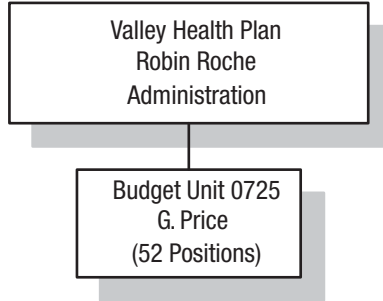 Valley Health Plan
Robin Roche
Administration
Budget Unit 0725
G. Price
(52 Positions)